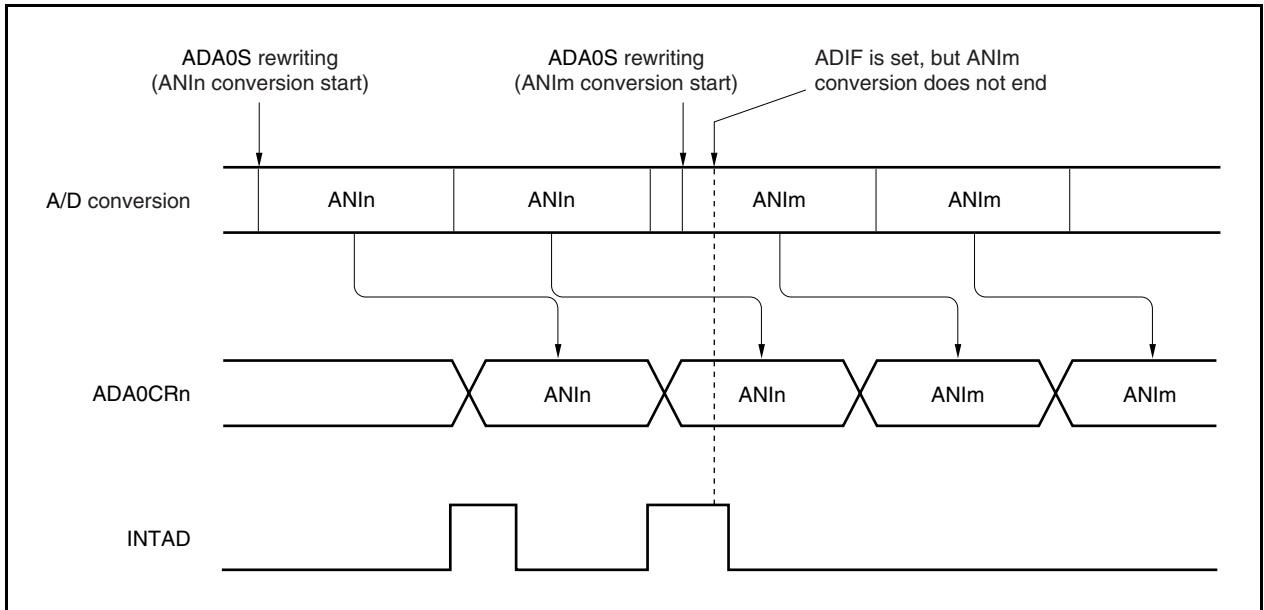 ADA0S rewriting
(ANIn conversion start)
ADA0S rewriting
(ANIm conversion start)
ADIF is set, but ANIm
conversion does not end
A/D conversion
ANIn
ANIn
ANIm
ANIm
ADA0CRn
ANIn
ANIn
ANIm
ANIm
INTAD